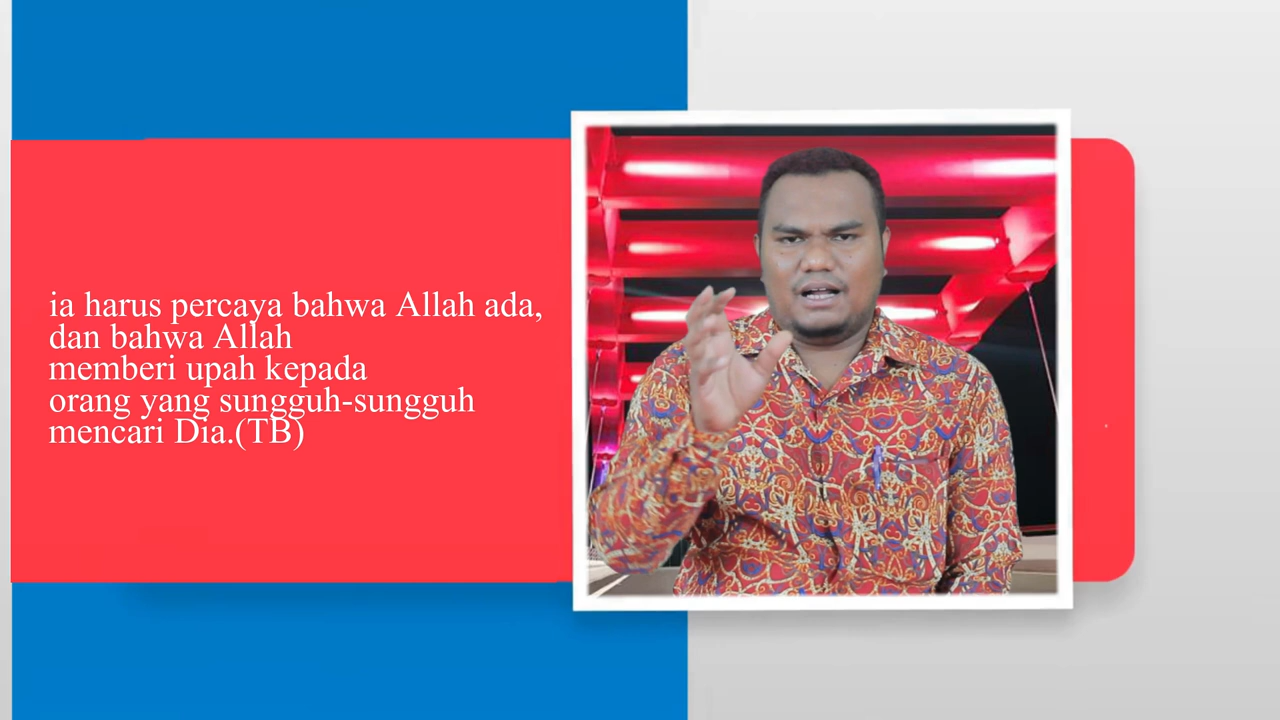 ia harus percaya bahwa Allah ada,
dan bahwa Allah
memberi upah kepada
orang yang sungguh-sungguh
mencari Dia.(TB)